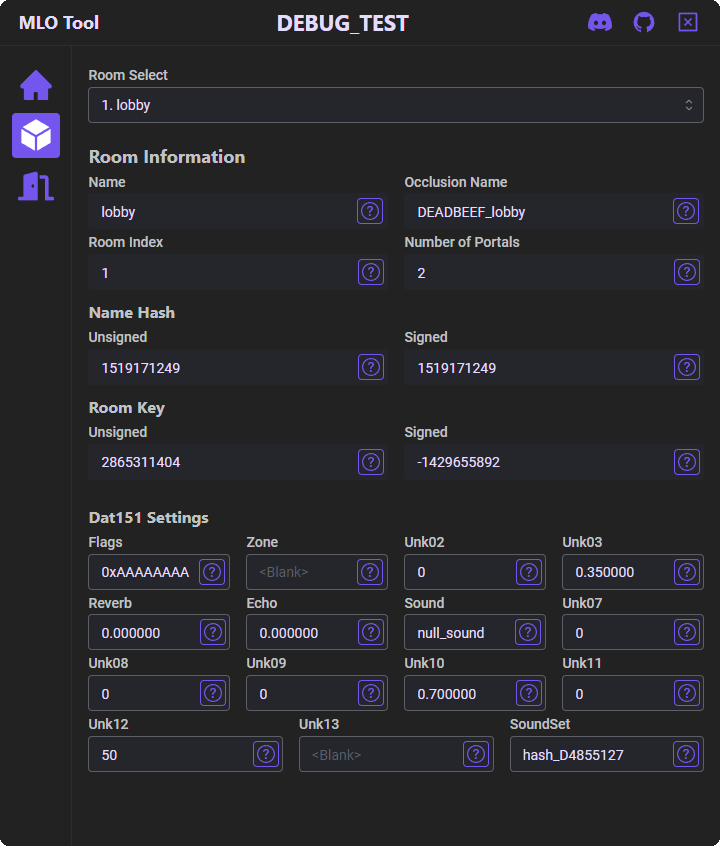 MLO Tool DEBUG_TEST
Room Select
1. lobby
Room Information
Name Occlusion Name
lobby DEADBEEF_lobby
Room Index Number of Portals
1 2
Name Hash
Unsigned Signed
1519171249 1519171249
Room Key
Unsigned Signed
2865311404 -1429655892
Dat151 Settings
Flags Zone Unk02 Unk03
0xAAAAAAAA <Blank> 0 0.350000
Reverb Echo Sound Unk07
0.000000 0.000000 null_sound 0
Unk08 Unk09 Unk10 Unk11
0 0 0.700000 0
Unk12 Unk13 SoundSet
50 <Blank> hash_D4855127